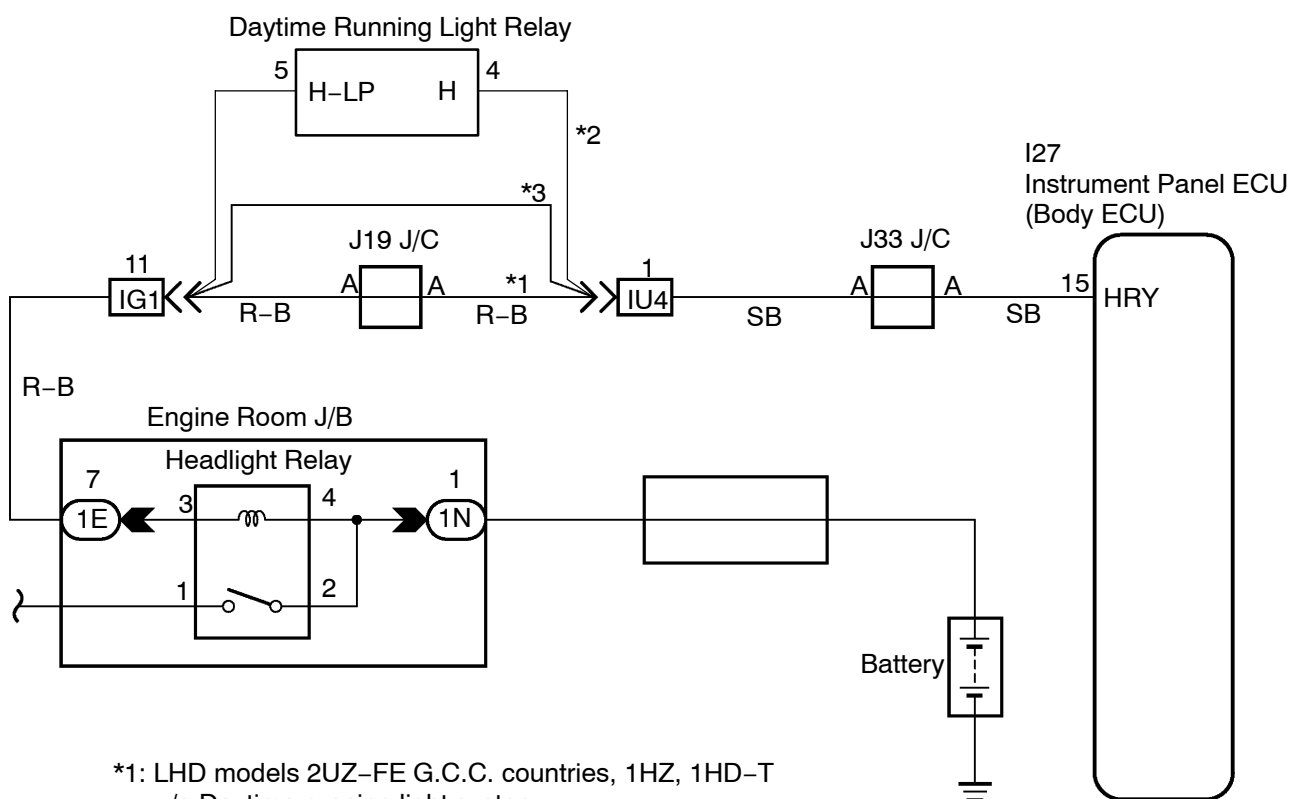 Daytime Running Light Relay
5
H−LP
H
4
*2
I27
Instrument Panel ECU
(Body ECU)
*3
J19 J/C
J33 J/C
11
IG1
A
A
*1
1
IU4
A
A
15
HRY
R−B
R−B
SB
SB
R−B
Engine Room J/B
Headlight Relay
7
1E
3
4
1
1N
1
2
Battery
*1: LHD models 2UZ−FE G.C.C. countries, 1HZ, 1HD−T